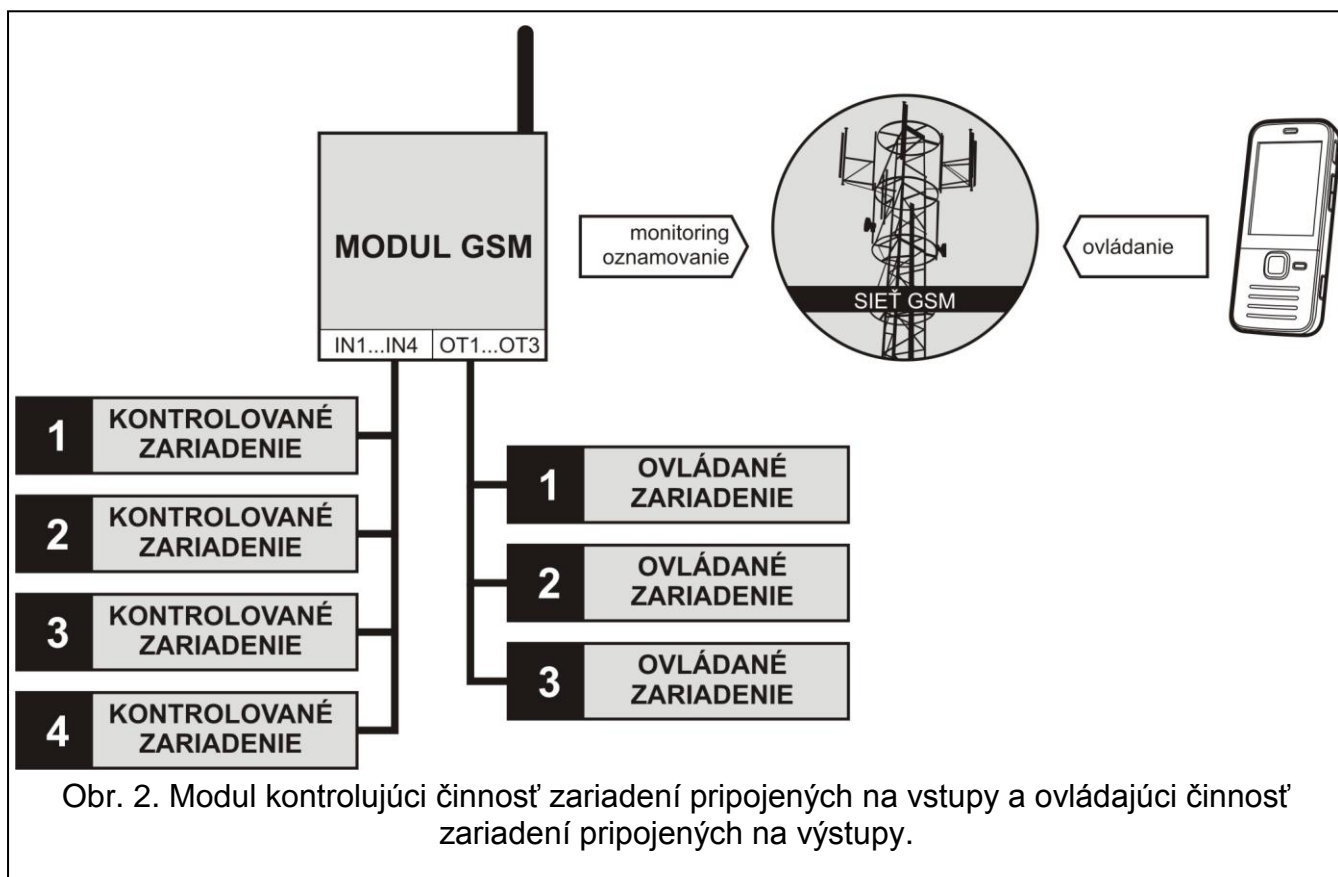 MODUL GSM
IN1...IN4 OT1...OT3
monitoring
oznamovanie
SIEŤ GSM
ovládanie
1 KONTROLOVANÉ
ZARIADENIE
2 KONTROLOVANÉ
ZARIADENIE
3 KONTROLOVANÉ
ZARIADENIE
4 KONTROLOVANÉ
ZARIADENIE
1 OVLÁDANÉ
ZARIADENIE
2 OVLÁDANÉ
ZARIADENIE
3 OVLÁDANÉ
ZARIADENIE
Obr. 2. Modul kontrolujúci činnosť zariadení pripojených na vstupy a ovládajúci činnosť
zariadení pripojených na výstupy.